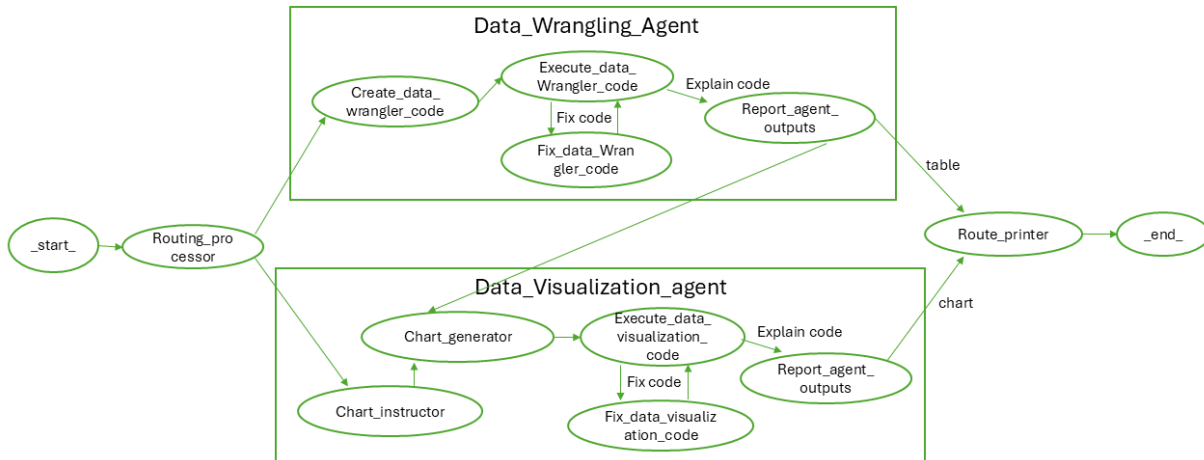 Data_Wrangling_Agent
Execute_data_
Wrangler_code
Create_data_
wrangler_code
Explain code
Report_agent_
outputs
Fix code
Fix_data_Wran
gler_code
table
_start_
Routing_pro
cessor
Route_printer
_end_
Data_Visualization_agent
Chart_generator
Execute_data_
visualization_
code
Explain code
chart
Report_agent_
outputs
Fix code
Chart_instructor
Fix_data_visualiz
ation_code